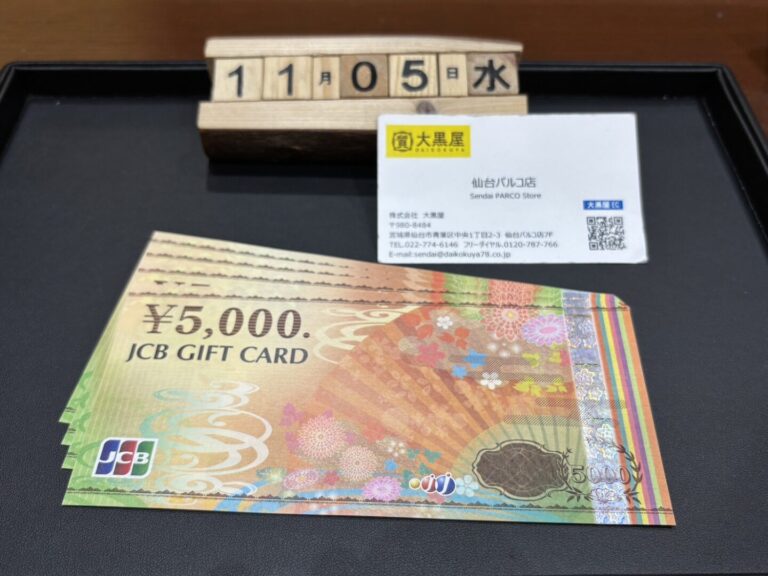 11月05日水
質 大黒屋
DAIKOKUYA
仙台パルコ店
Sendai PARCO Store
大黒屋 EC
株式会社 大黒屋
〒980-8484
宮城県仙台市青葉区中央1丁目2-3 仙台パルコ店7F
TEL.022-774-6146 フリーダイヤル.0120-787-766
E-mail:sendai@daikokuya78.co.jp
¥5,000.
JCB GIFT CARD
JCB
5000